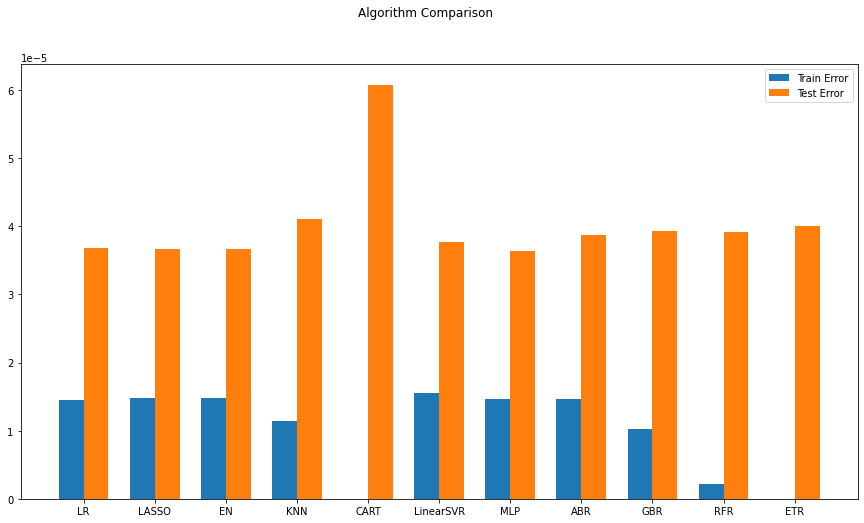 Algorithm Comparison
1e−5
Train Error
Test Error
6
5
4
3
2
1
0
LR LASSO EN KNN CART LinearSVR MLP ABR GBR RFR ETR